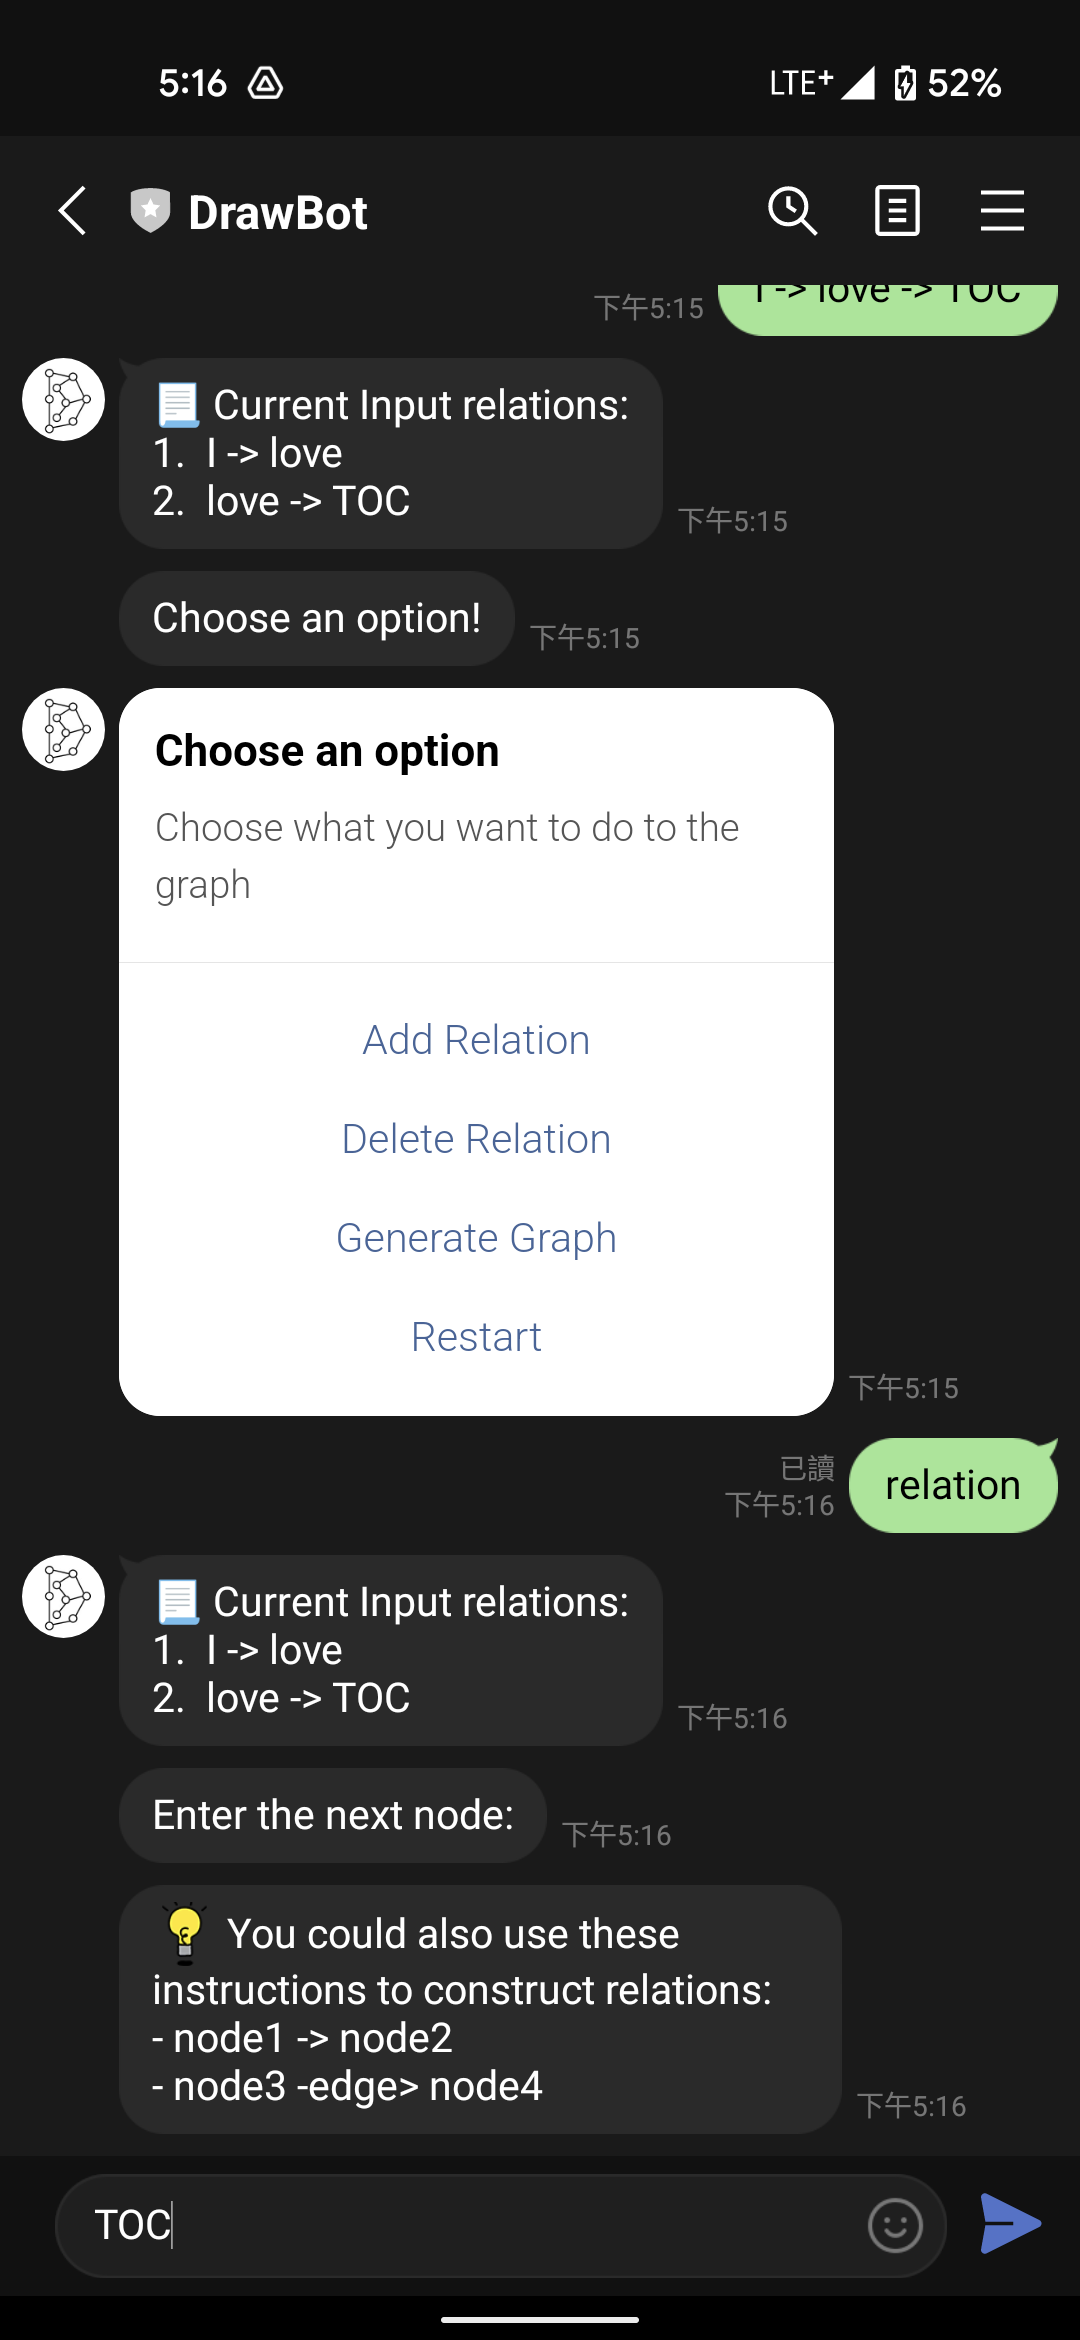 5:16
LTE+
52%
DrawBot
I -> love -> TOC
下午5:15
Current Input relations:
1. I -> love
2. love -> TOC
下午5:15
Choose an option!
下午5:15
Choose an option
Choose what you want to do to the
graph
Add Relation
Delete Relation
Generate Graph
Restart
下午5:15
已讀
下午5:16
relation
Current Input relations:
1. I -> love
2. love -> TOC
下午5:16
Enter the next node:
下午5:16
You could also use these
instructions to construct relations:
- node1 -> node2
- node3 -edge> node4
下午5:16
TOC